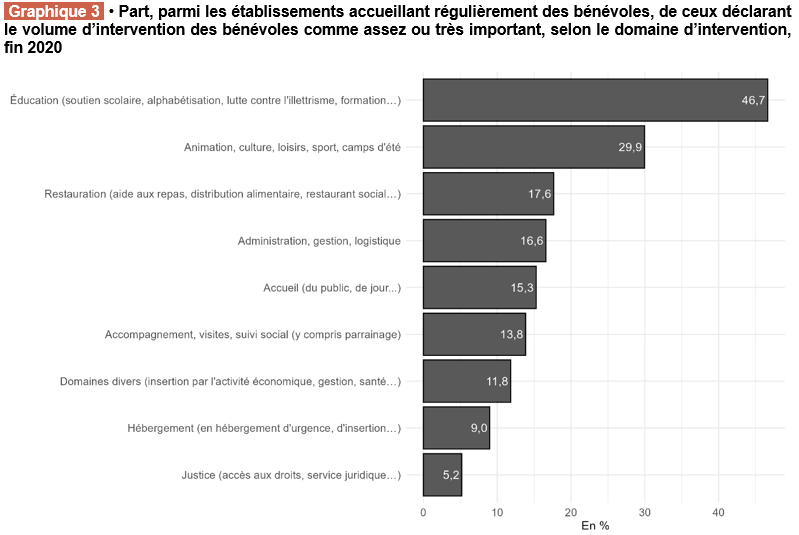 Graphique 3 • Part, parmi les établissements accueillant régulièrement des bénévoles, de ceux déclarant
le volume d'intervention des bénévoles comme assez ou très important, selon le domaine d'intervention,
fin 2020
Éducation (soutien scolaire, alphabétisation, lutte contre l'illettrisme, formation…) 46,7
Animation, culture, loisirs, sport, camps d'été 29,9
Restauration (aide aux repas, distribution alimentaire, restaurant social…) 17,6
Administration, gestion, logistique 16,6
Accueil (du public, de jour...) 15,3
Accompagnement, visites, suivi social (y compris parrainage) 13,8
Domaines divers (insertion par l'activité économique, gestion, santé…) 11,8
Hébergement (en hébergement d'urgence, d'insertion…) 9,0
Justice (accès aux droits, service juridique…) 5,2
0 10 20 30 40
En %